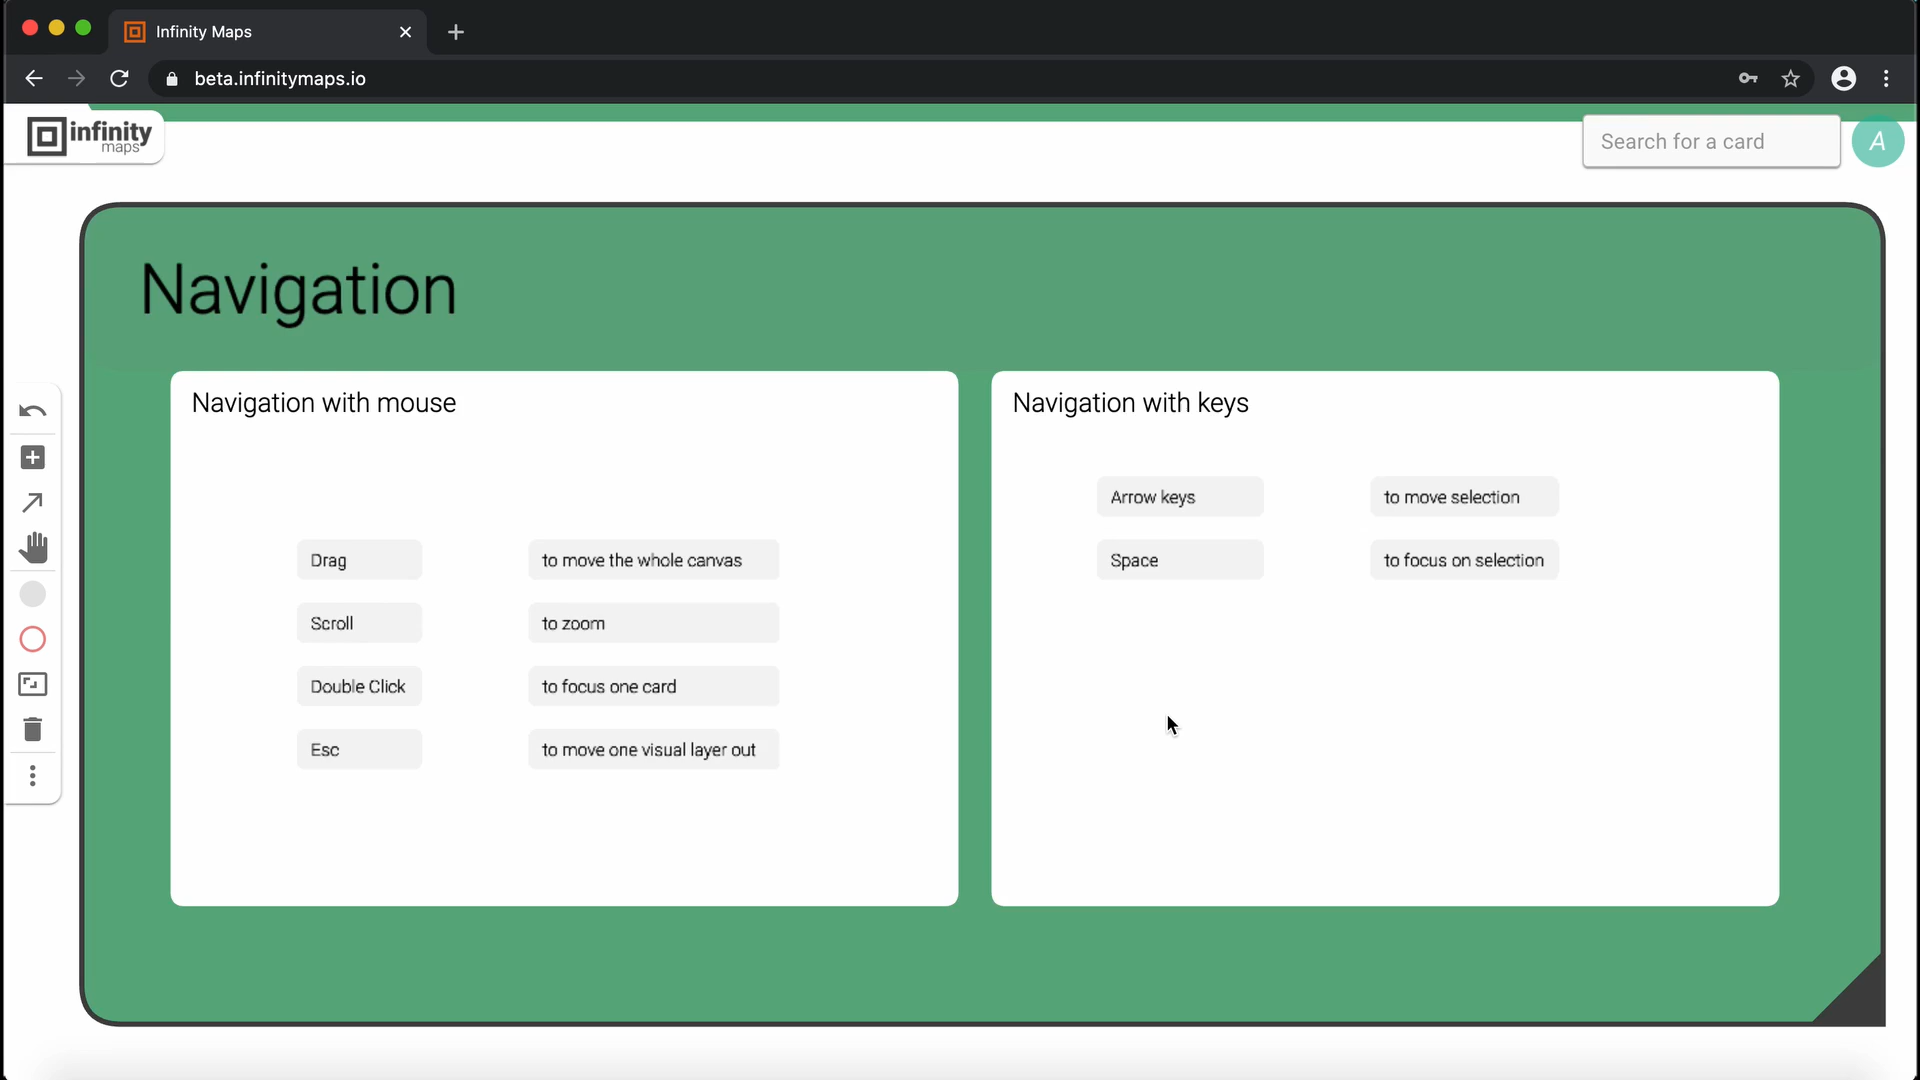 Infinity Maps
beta.infinitymaps.io
infinity
maps
Search for a card
A
Navigation
Navigation with mouse
Drag
to move the whole canvas
Scroll
to zoom
Double Click
to focus one card
Esc
to move one visual layer out
Navigation with keys
Arrow keys
to move selection
Space
to focus on selection